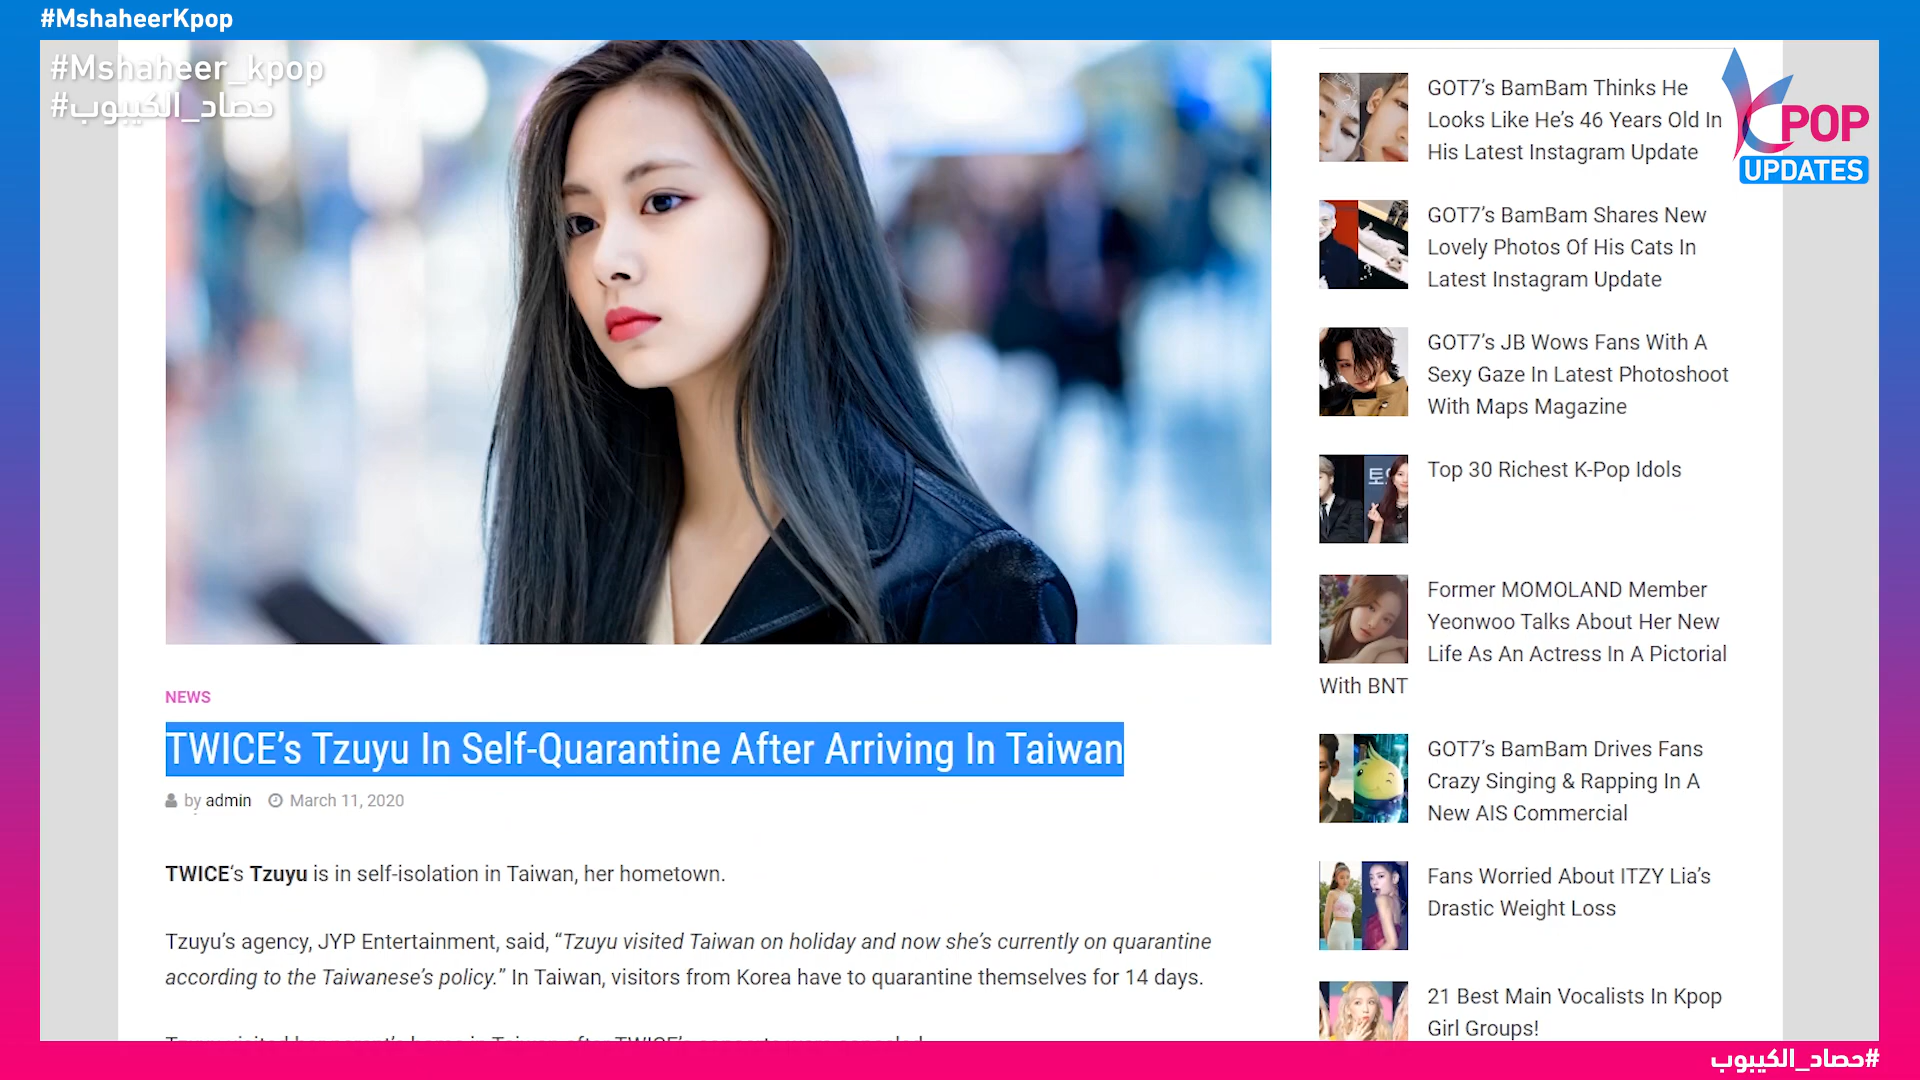 #MshaheerKpop
#Mshaheer_kpop
#حصاد_الكيبوب
KPOP
UPDATES
NEWS
TWICE’s Tzuyu In Self-Quarantine After Arriving In Taiwan
by admin March 11, 2020
TWICE‘s Tzuyu is in self-isolation in Taiwan, her hometown.
Tzuyu’s agency, JYP Entertainment, said, “Tzuyu visited Taiwan on holiday and now she’s currently on quarantine
according to the Taiwanese’s policy.” In Taiwan, visitors from Korea have to quarantine themselves for 14 days.
GOT7’s BamBam Thinks He
Looks Like He’s 46 Years Old In
His Latest Instagram Update
GOT7’s BamBam Shares New
Lovely Photos Of His Cats In
Latest Instagram Update
GOT7’s JB Wows Fans With A
Sexy Gaze In Latest Photoshoot
With Maps Magazine
Top 30 Richest K-Pop Idols
Former MOMOLAND Member
Yeonwoo Talks About Her New
Life As An Actress In A Pictorial
With BNT
GOT7’s BamBam Drives Fans
Crazy Singing & Rapping In A
New AIS Commercial
Fans Worried About ITZY Lia’s
Drastic Weight Loss
21 Best Main Vocalists In Kpop
Girl Groups!
#حصاد_الكيبوب